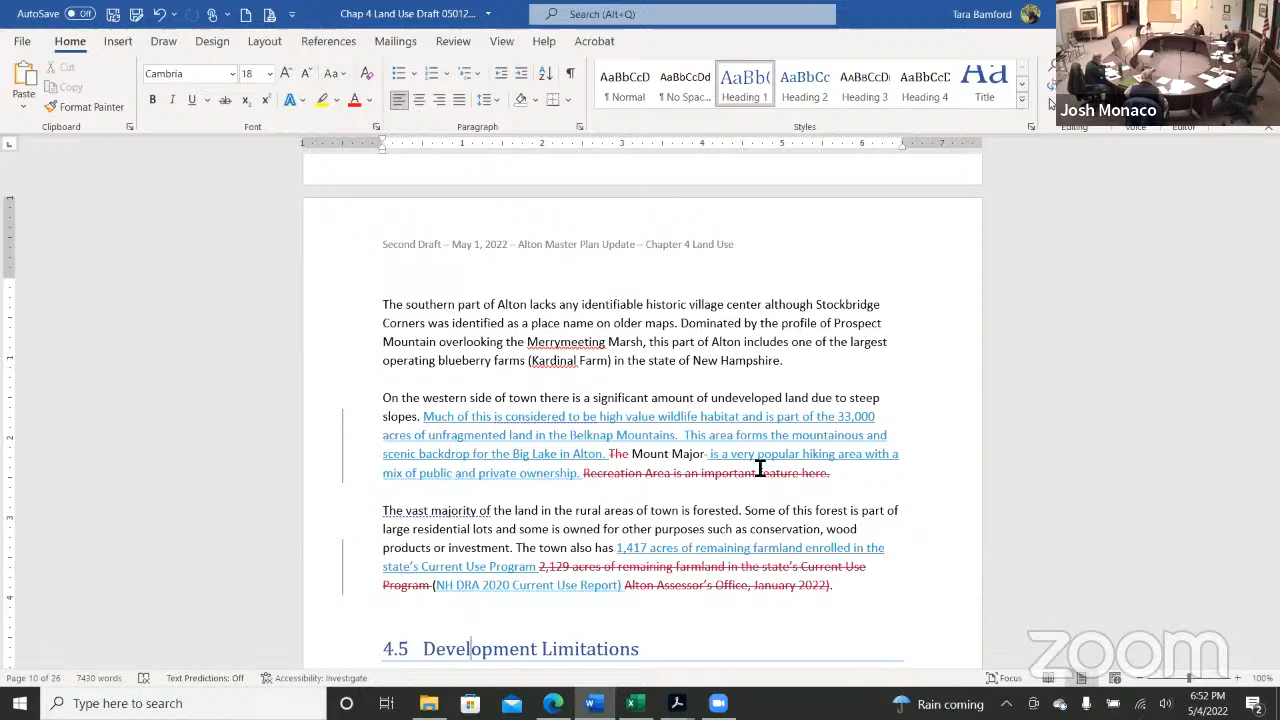 Chap 4 Land Use
Search (Alt+Q)
Tara Bamford
File Home Insert Draw Design Layout References Mailings Review View Help Acrobat
Cambria 18
Paste
Copy
Format Painter
Clipboard
Font
Paragraph
AaBbCcD AaBbCcDd AaBb( AaBbCc AaBbCcD AaBbCcD Aa
¶ Normal ¶ No Spac... Heading 1 Heading 2 Heading 3 Heading 4 Title
Styles
Editing Voice Editor
Josh Monaco
Second Draft – May 1, 2022 – Alton Master Plan Update – Chapter 4 Land Use
The southern part of Alton lacks any identifiable historic village center although Stockbridge
Corners was identified as a place name on older maps. Dominated by the profile of Prospect
Mountain overlooking the Merrymeeting Marsh, this part of Alton includes one of the largest
operating blueberry farms (Kardinal Farm) in the state of New Hampshire.
On the western side of town there is a significant amount of undeveloped land due to steep
slopes. Much of this is considered to be high value wildlife habitat and is part of the 33,000
acres of unfragmented land in the Belknap Mountains. This area forms the mountainous and
scenic backdrop for the Big Lake in Alton. The Mount Major is a very popular hiking area with a
mix of public and private ownership. Recreation Area is an important feature here.
The vast majority of the land in the rural areas of town is forested. Some of this forest is part of
large residential lots and some is owned for other purposes such as conservation, wood
products or investment. The town also has 1,417 acres of remaining farmland enrolled in the
state's Current Use Program 2,129 acres of remaining farmland in the state's Current Use
Program (NH DRA 2020 Current Use Report) Alton Assessor's Office, January 2022).
4.5 Development Limitations
zoom
Page 10 of 26 7430 words Text Predictions: Off Accessibility: Investigate Focus 100%
Type here to search
Rain coming
6:52 PM
5/4/2022
2